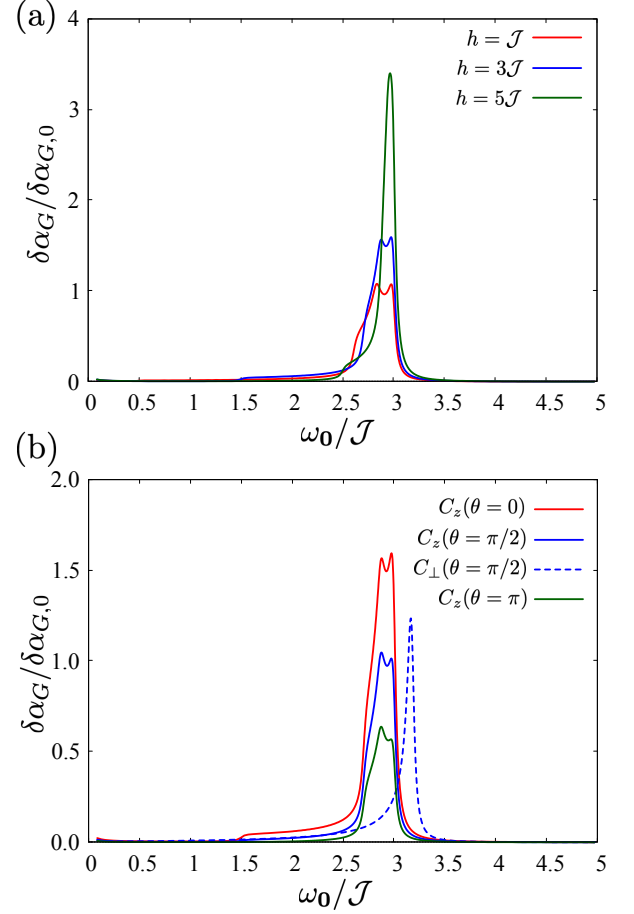 (a)
4
3
2
1
0
δα_G/δα_{G,0}
h = 𝒥
h = 3𝒥
h = 5𝒥
0 0.5 1 1.5 2 2.5 3 3.5 4 4.5 5
ω_0/𝒥
(b)
2.0
1.5
1.0
0.5
0.0
δα_G/δα_{G,0}
C_z(θ = 0)
C_z(θ = π/2)
C_⊥(θ = π/2)
C_z(θ = π)
0 0.5 1 1.5 2 2.5 3 3.5 4 4.5 5
ω_0/𝒥